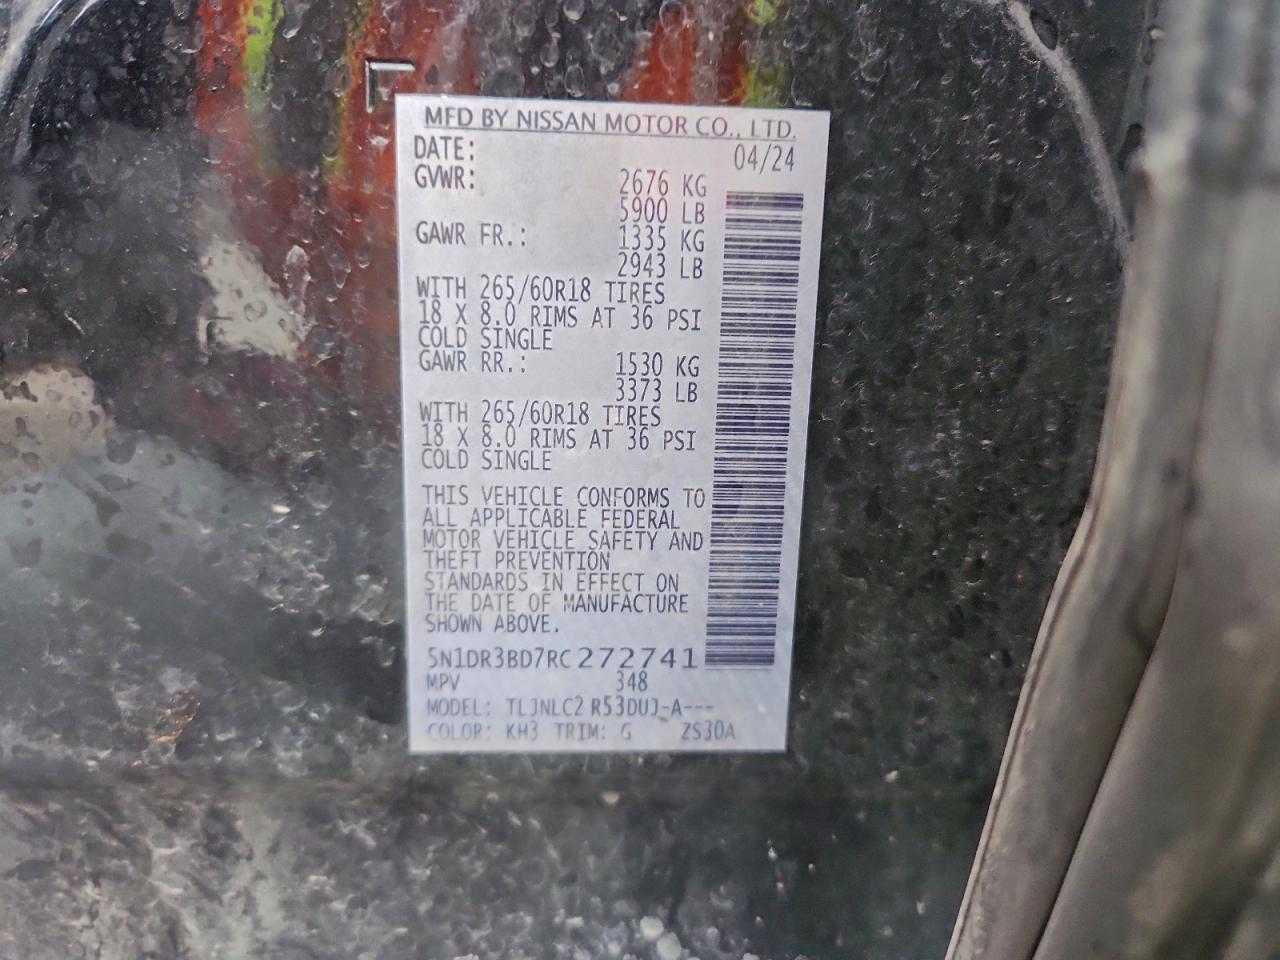 MFD BY NISSAN MOTOR CO., LTD.
DATE: 04/24
GVWR: 2676 KG
5900 LB
GAWR FR.: 1335 KG
2943 LB
WITH 265/60R18 TIRES
18 X 8.0 RIMS AT 36 PSI
COLD SINGLE
GAWR RR.: 1530 KG
3373 LB
WITH 265/60R18 TIRES
18 X 8.0 RIMS AT 36 PSI
COLD SINGLE
THIS VEHICLE CONFORMS TO
ALL APPLICABLE FEDERAL
MOTOR VEHICLE SAFETY AND
THEFT PREVENTION
STANDARDS IN EFFECT ON
THE DATE OF MANUFACTURE
SHOWN ABOVE.
5N1DR3BD7RC272741
MPV 348
MODEL: TLJNLC2 R53DUJ-A---
COLOR: KH3 TRIM: G ZS30A